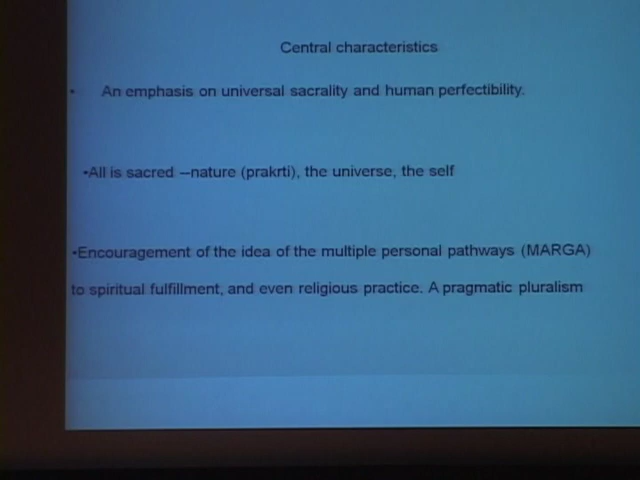 Central characteristics
• An emphasis on universal sacrality and human perfectibility.
•All is sacred –nature (prakrti), the universe, the self
•Encouragement of the idea of the multiple personal pathways (MARGA)
to spiritual fulfillment, and even religious practice. A pragmatic pluralism